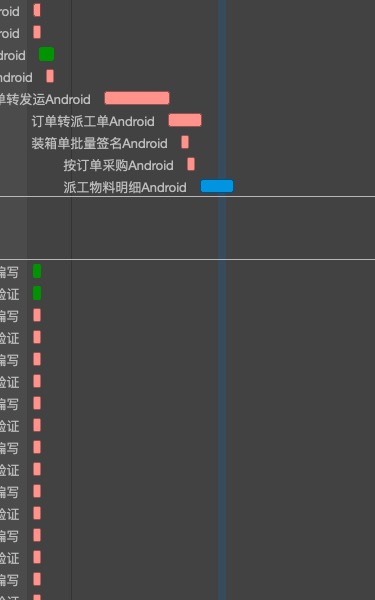 roid
roid
droid
ndroid
单转发运Android
订单转派工单Android
装箱单批量签名Android
按订单采购Android
派工物料明细Android
编写
验证
编写
验证
编写
验证
编写
验证
编写
验证
编写
验证
编写
验证
编写